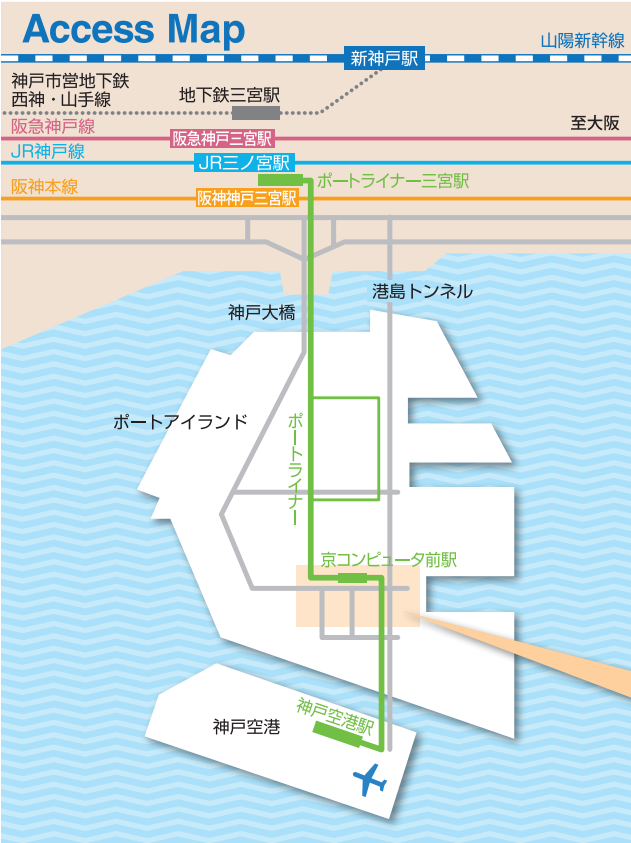 Access Map
山陽新幹線
新神戸駅
神戸市営地下鉄
西神・山手線
地下鉄三宮駅
至大阪
阪急神戸線
阪急神戸三宮駅
JR神戸線
JR三ノ宮駅
ポートライナー三宮駅
阪神本線
阪神神戸三宮駅
港島トンネル
神戸大橋
ポートアイランド
ポートライナー
京コンピュータ前駅
神戸空港駅
神戸空港